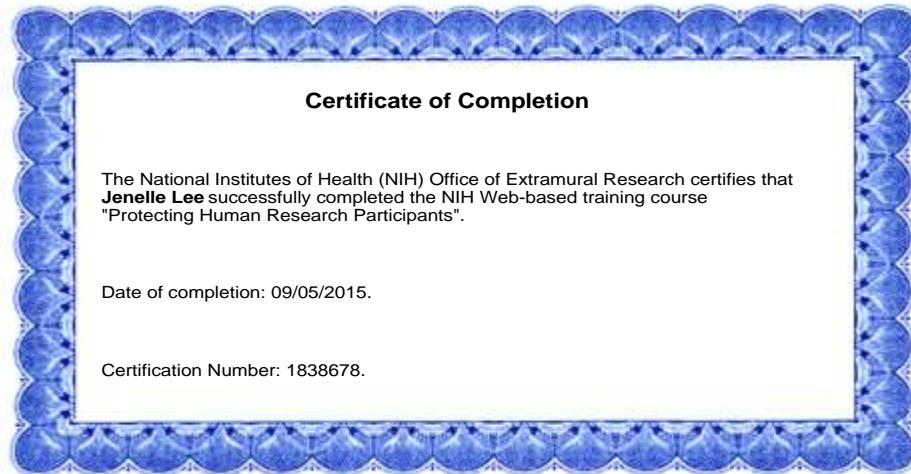 Certificate of Completion
The National Institutes of Health (NIH) Office of Extramural Research certifies that
Jenelle Lee successfully completed the NIH Web-based training course
"Protecting Human Research Participants".
Date of completion: 09/05/2015.
Certification Number: 1838678.